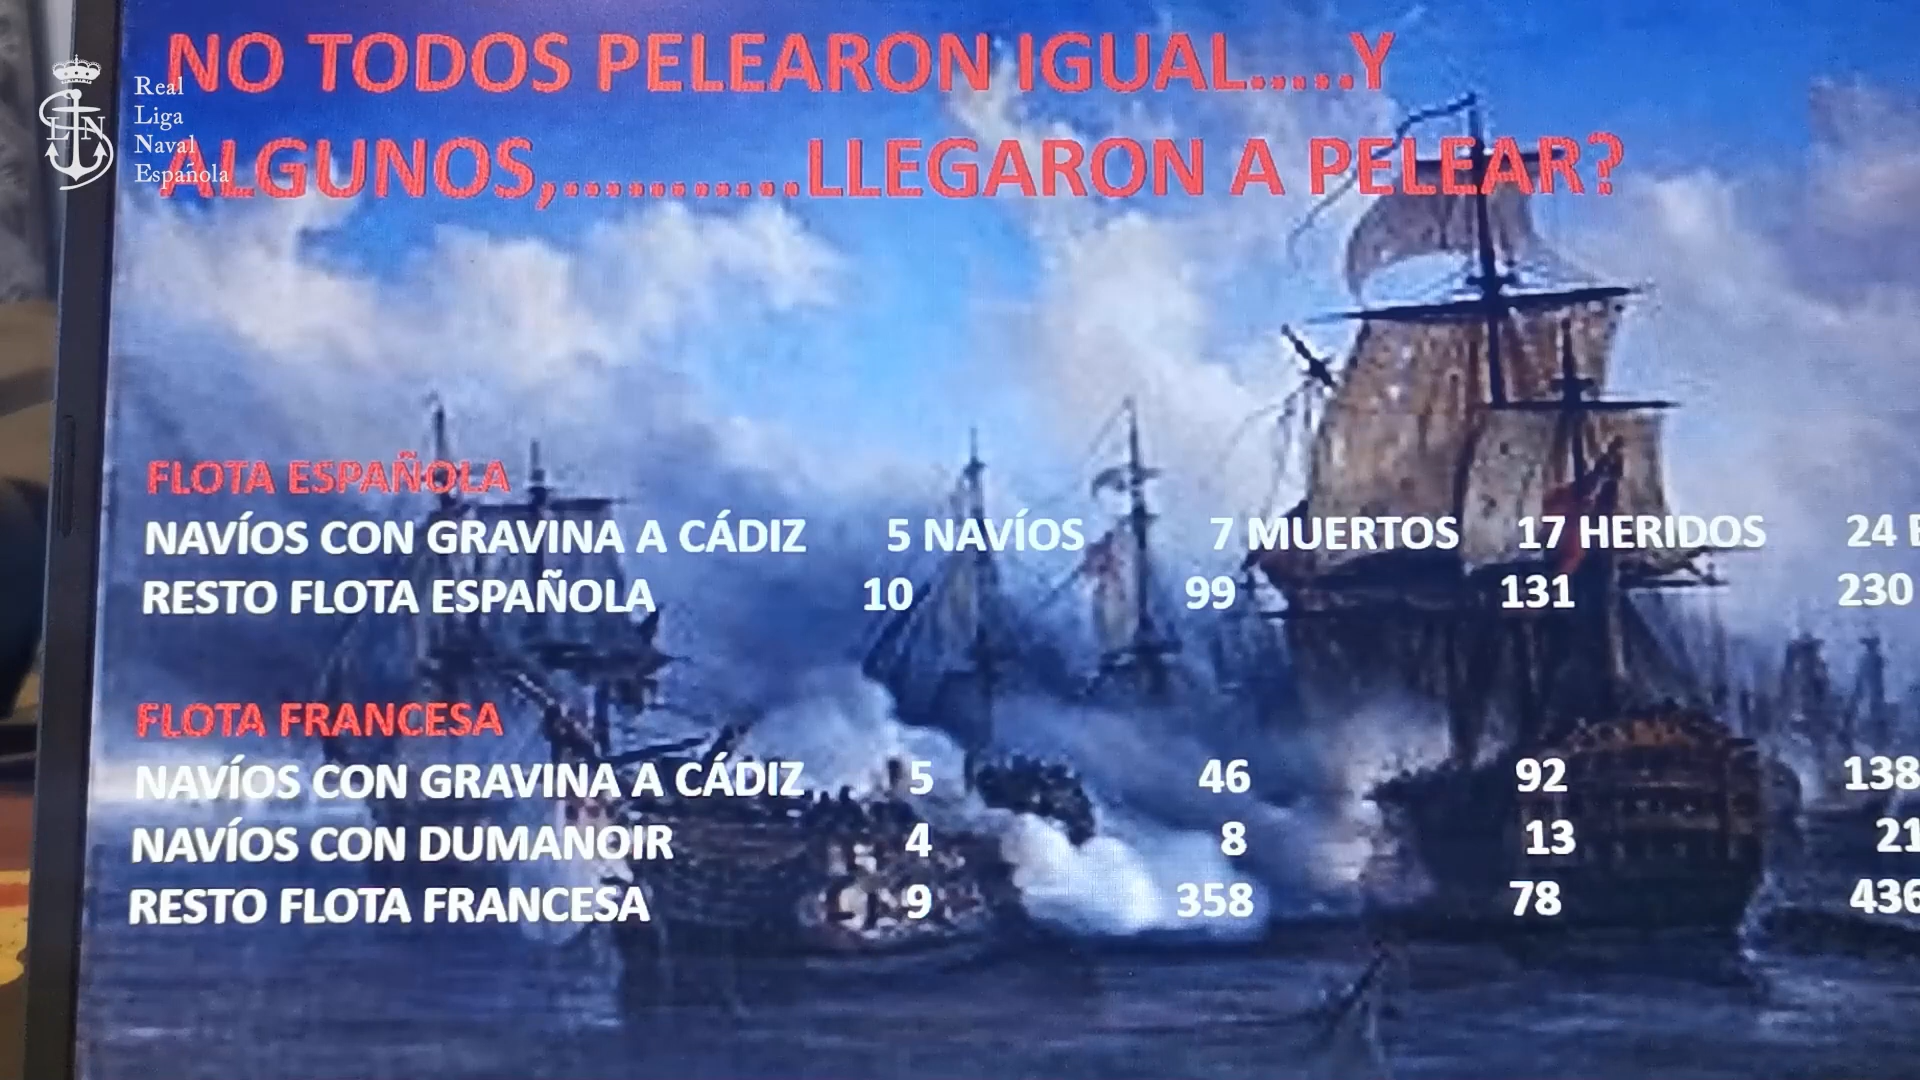 NO TODOS PELEARON IGUAL.....Y
ALGUNOS,...........LLEGARON A PELEAR?
Real
Liga
Naval
Española
FLOTA ESPAÑOLA
NAVÍOS CON GRAVINA A CÁDIZ 5 NAVÍOS 7 MUERTOS 17 HERIDOS 24
RESTO FLOTA ESPAÑOLA 10 99 131 230
FLOTA FRANCESA
NAVÍOS CON GRAVINA A CÁDIZ 5 46 92 138
NAVÍOS CON DUMANOIR 4 8 13 21
RESTO FLOTA FRANCESA 9 358 78 436